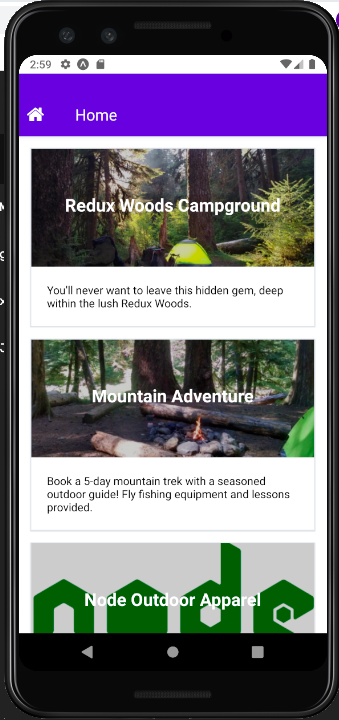 2:59
Home
Redux Woods Campground
You'll never want to leave this hidden gem, deep
within the lush Redux Woods.
Mountain Adventure
Book a 5-day mountain trek with a seasoned
outdoor guide! Fly fishing equipment and lessons
provided.
node
Node Outdoor Apparel